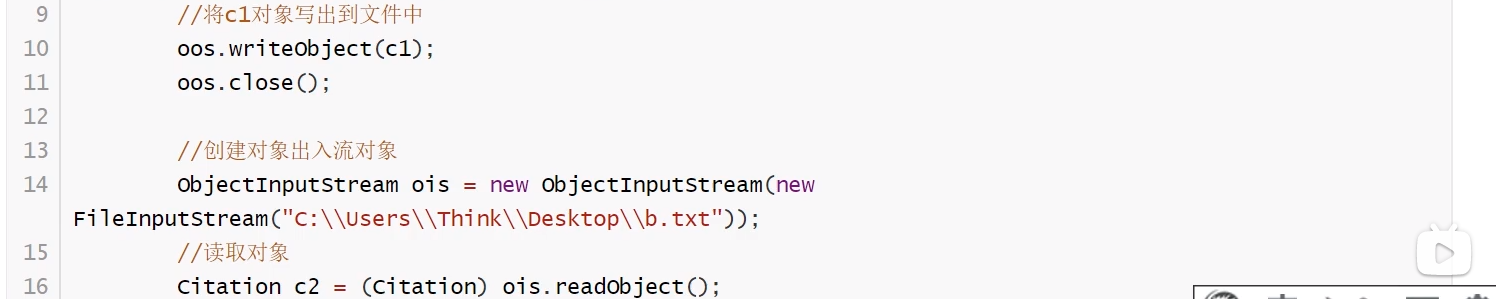 9 //将c1对象写出到文件中
10 oos.writeObject(c1);
11 oos.close();
12
13 //创建对象出入流对象
14 ObjectInputStream ois = new ObjectInputStream(new
FileInputStream("C:\\Users\\Think\\Desktop\\b.txt"));
15 //读取对象
16 Citation c2 = (Citation) ois.readObject();